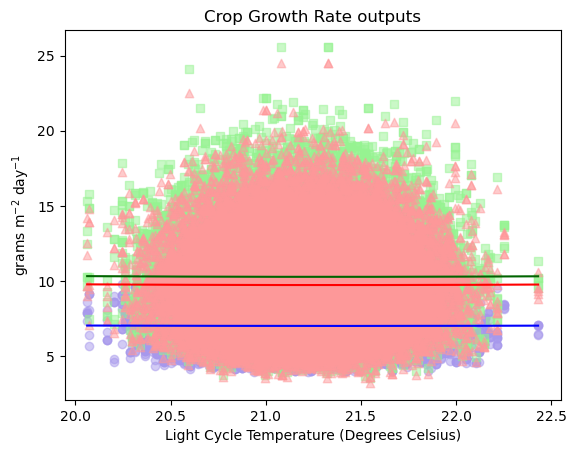 Crop Growth Rate outputs
grams m⁻² day⁻¹
25
20
15
10
5
20.0 20.5 21.0 21.5 22.0 22.5
Light Cycle Temperature (Degrees Celsius)